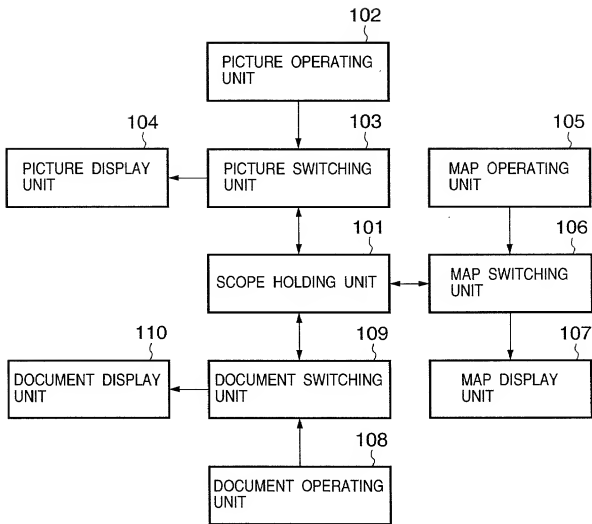 102
PICTURE OPERATING
UNIT
104
PICTURE DISPLAY
UNIT
103
PICTURE SWITCHING
UNIT
105
MAP OPERATING
UNIT
101
SCOPE HOLDING UNIT
106
MAP SWITCHING
UNIT
110
DOCUMENT DISPLAY
UNIT
109
DOCUMENT SWITCHING
UNIT
107
MAP DISPLAY
UNIT
108
DOCUMENT OPERATING
UNIT